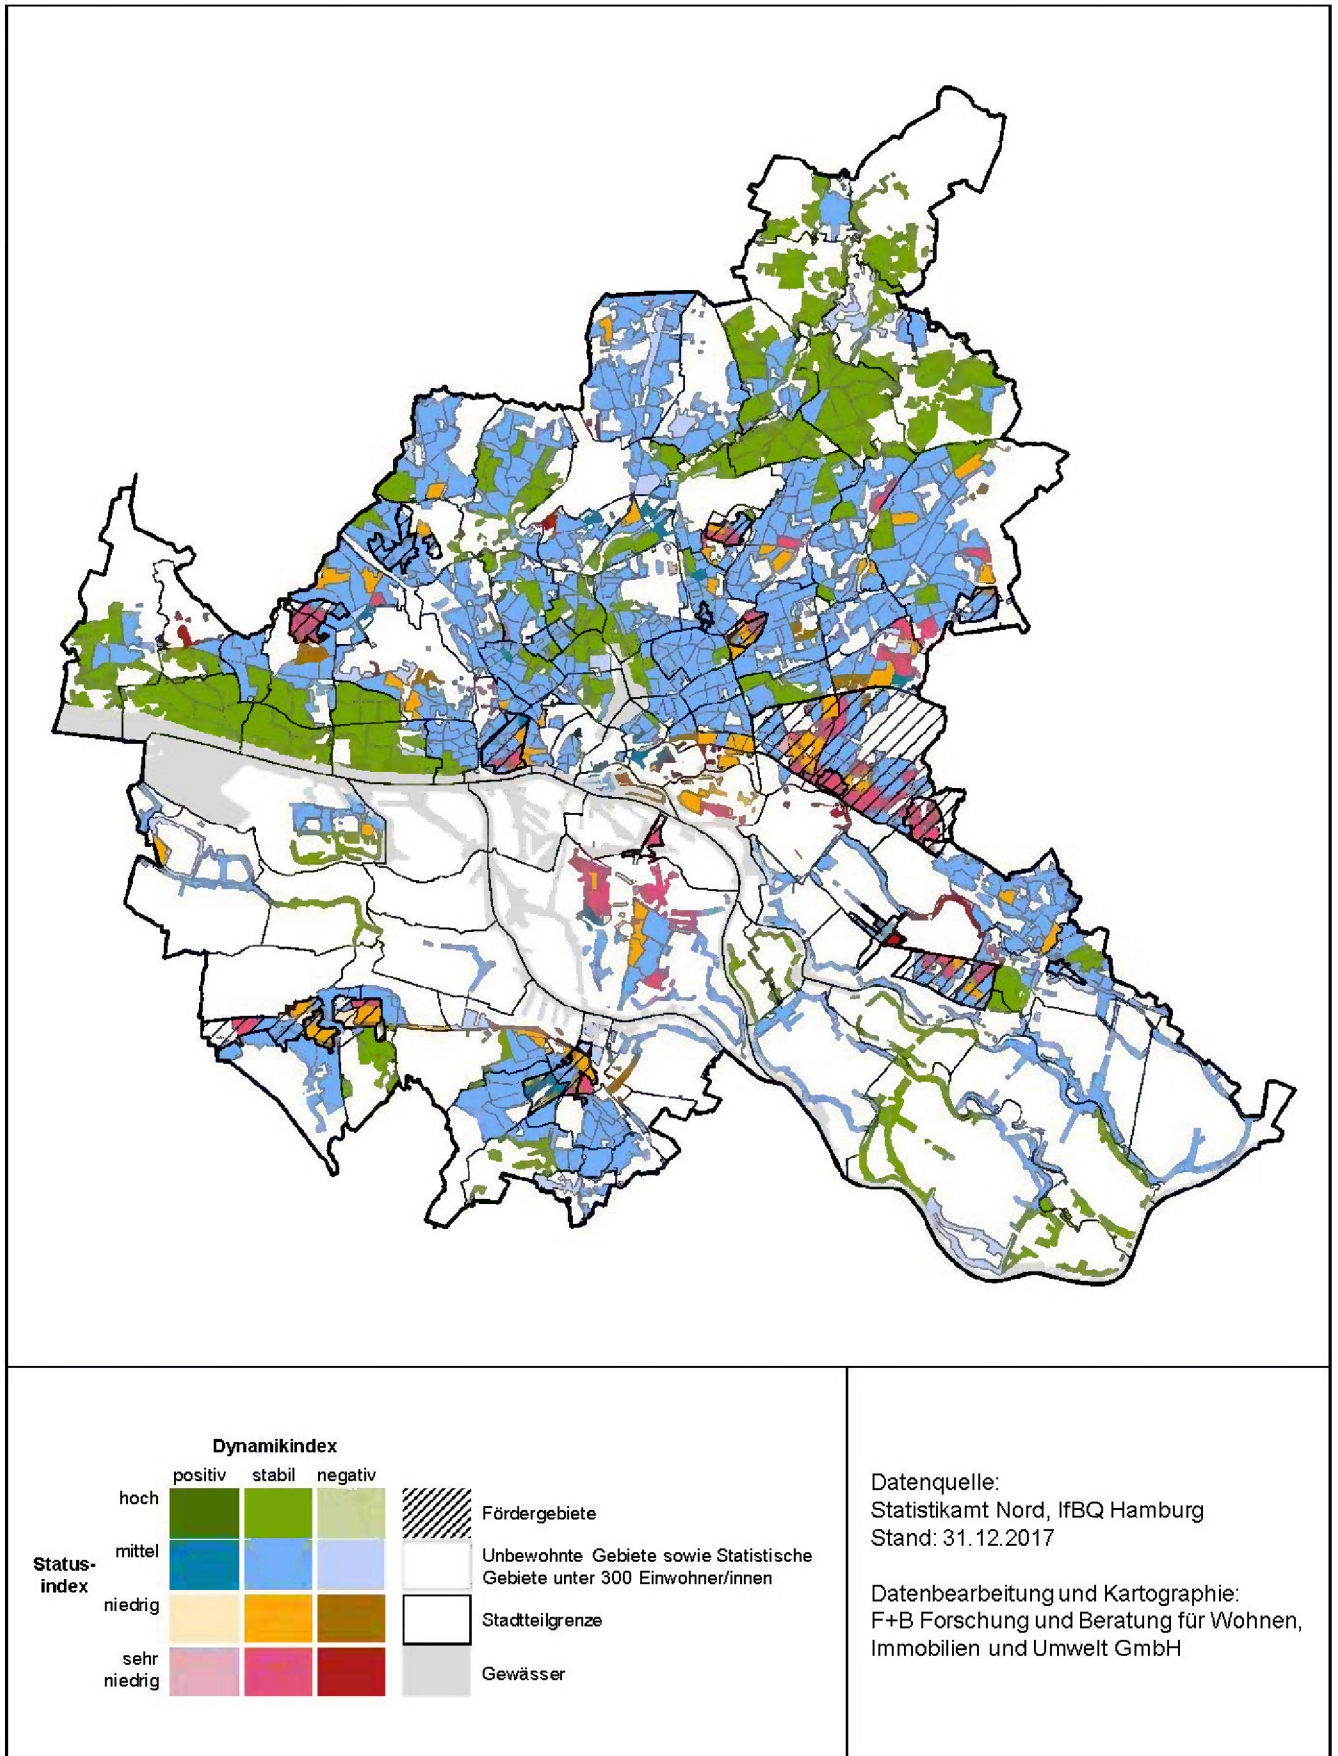 Dynamikindex
positiv stabil negativ
hoch
mittel
Status-
index
niedrig
sehr
niedrig
Fördergebiete
Unbewohnte Gebiete sowie Statistische
Gebiete unter 300 Einwohner/innen
Stadtteilgrenze
Gewässer
Datenquelle:
Statistikamt Nord, IfBQ Hamburg
Stand: 31.12.2017
Datenbearbeitung und Kartographie:
F+B Forschung und Beratung für Wohnen,
Immobilien und Umwelt GmbH